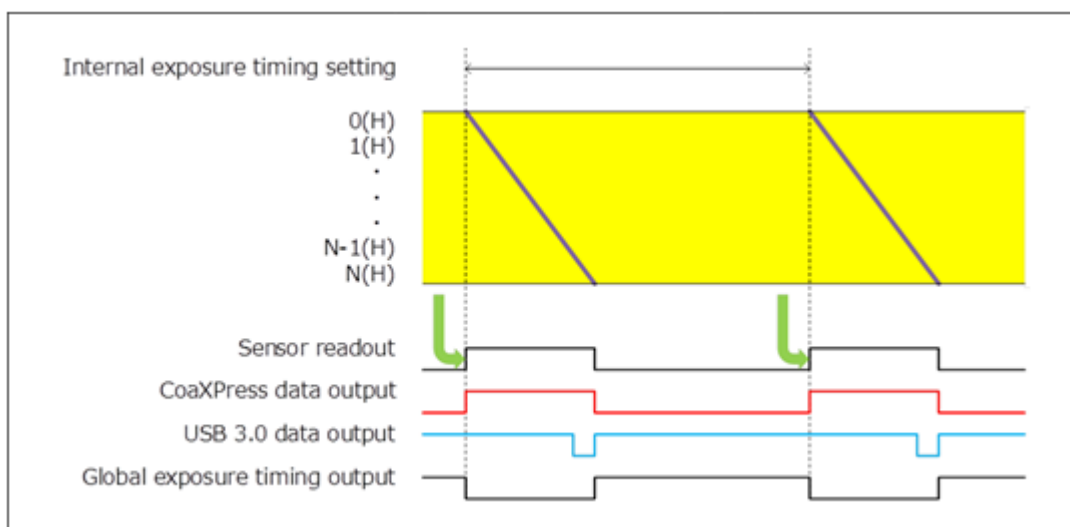 Internal exposure timing setting
0(H)
1(H)
.
.
.
N-1(H)
N(H)
Sensor readout
CoaXPress data output
USB 3.0 data output
Global exposure timing output